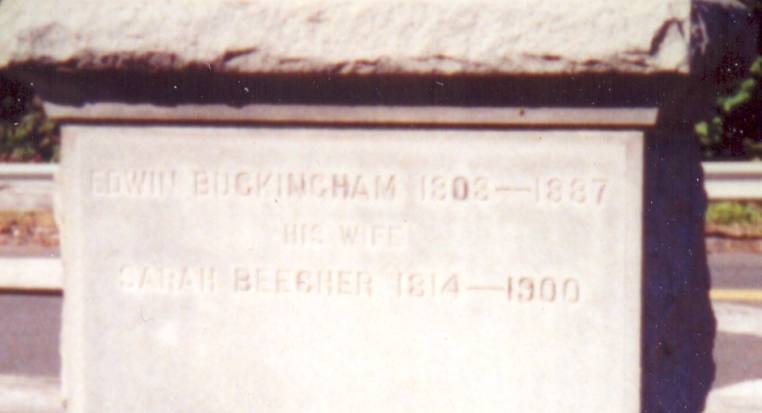 EDWIN BUCKINGHAM 1808—1887
HIS WIFE
SARAH BEECHER 1814—1900